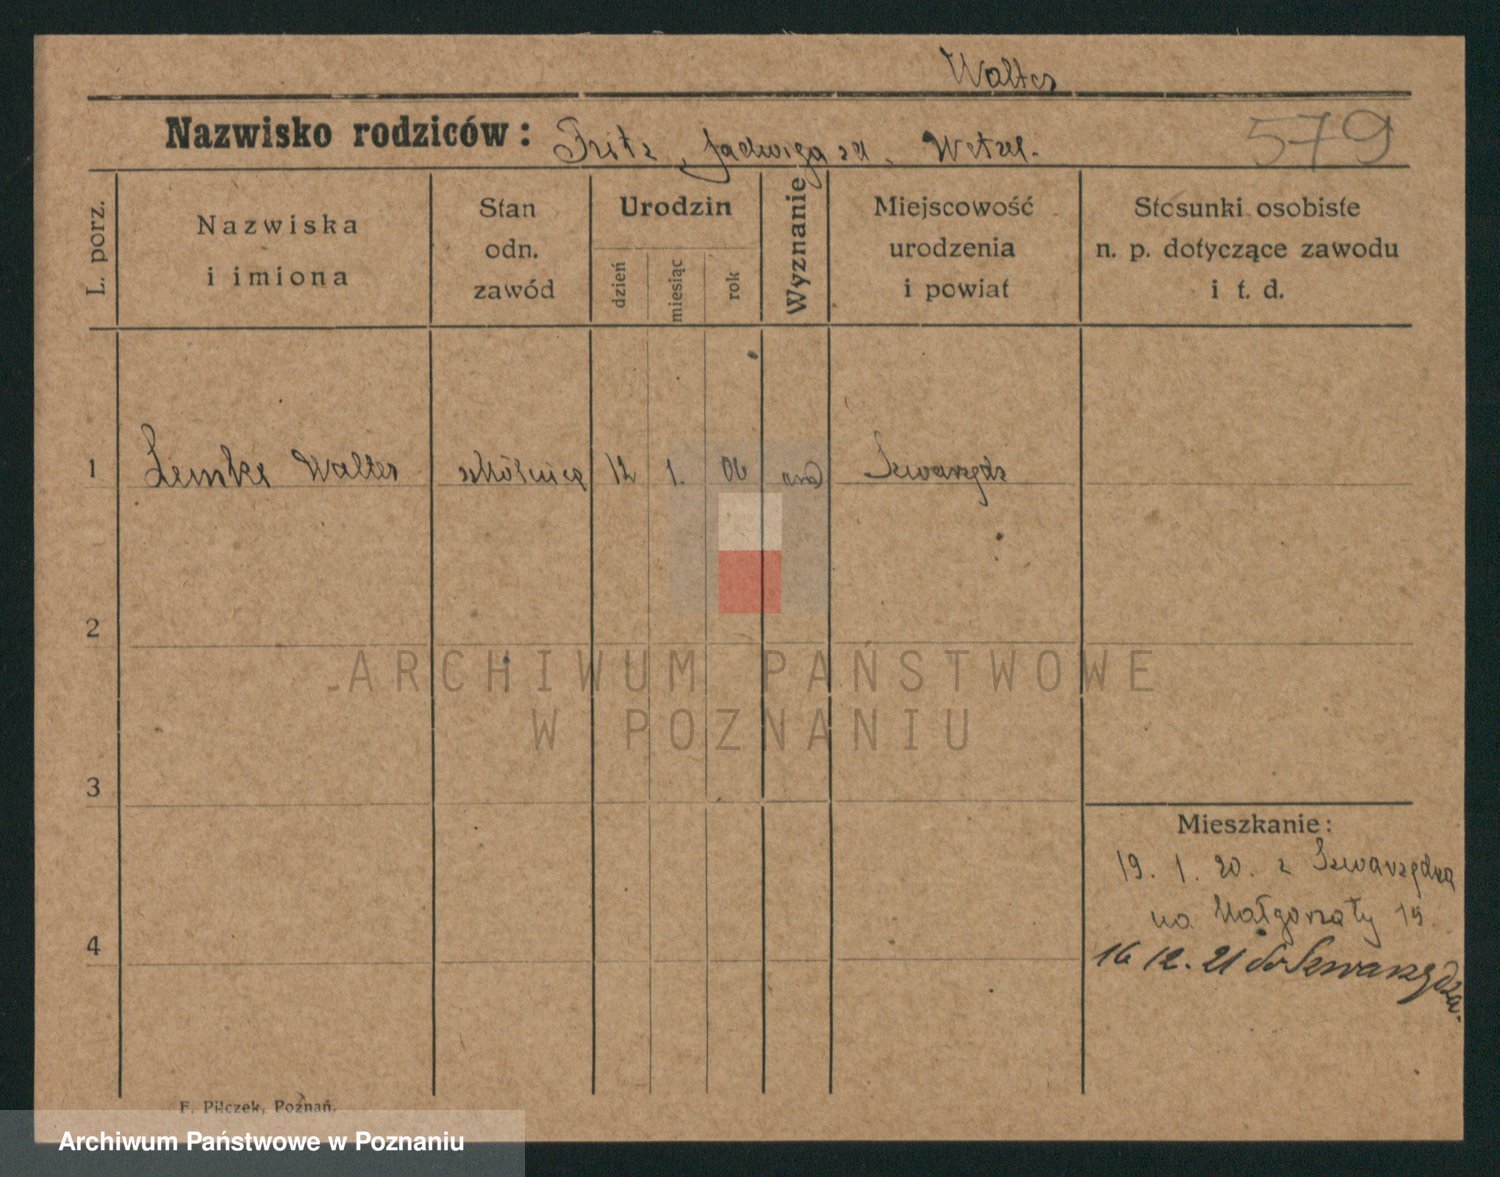 Walter
Nazwisko rodziców: Fritz, Jadwiga zd. Wetzel.
579
L. porz.
Nazwiska
i imiona
Stan
odn.
zawód
Urodzin
dzień
miesiąc
rok
Wyznanie
Miejscowość
urodzenia
i powiat
Stosunki osobiste
n. p. dotyczące zawodu
i t. d.
1 Lemke Walter 12 1. 06 Szwarzędz
2
3
4
Mieszkanie:
19. 1. 20. z Szwarzędza
na Małgorzaty 15
16 12. 21 do Szwarzędza.
F. Pilczek, Poznań.
ARCHIWUM PAŃSTWOWE
W POZNANIU
Archiwum Państwowe w Poznaniu